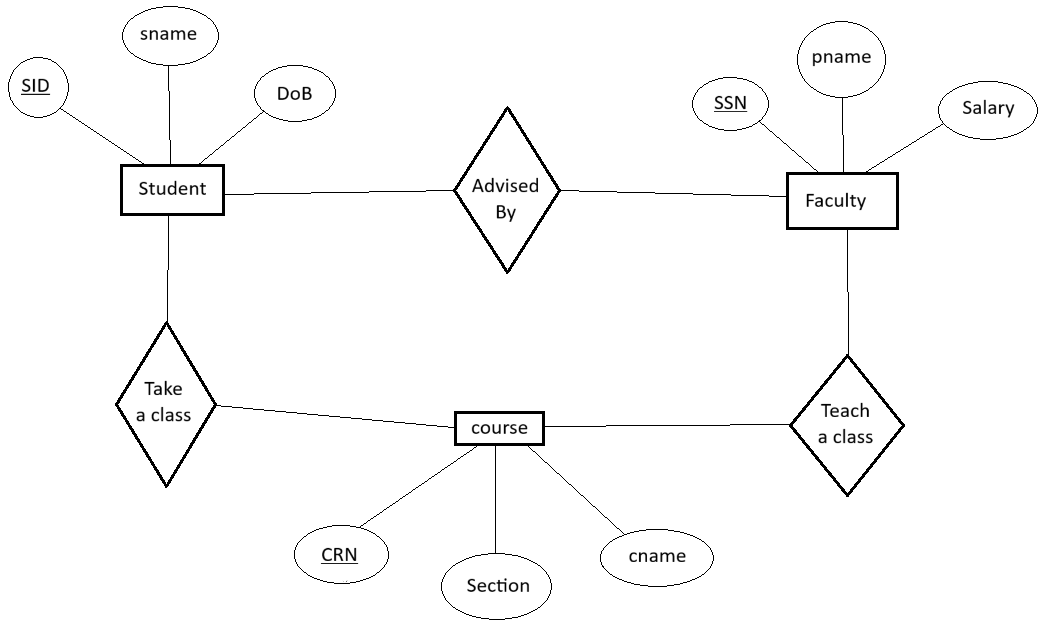 sname
SID
DoB
pname
SSN
Salary
Student
Advised
By
Faculty
Take
a class
course
Teach
a class
CRN
Section
cname